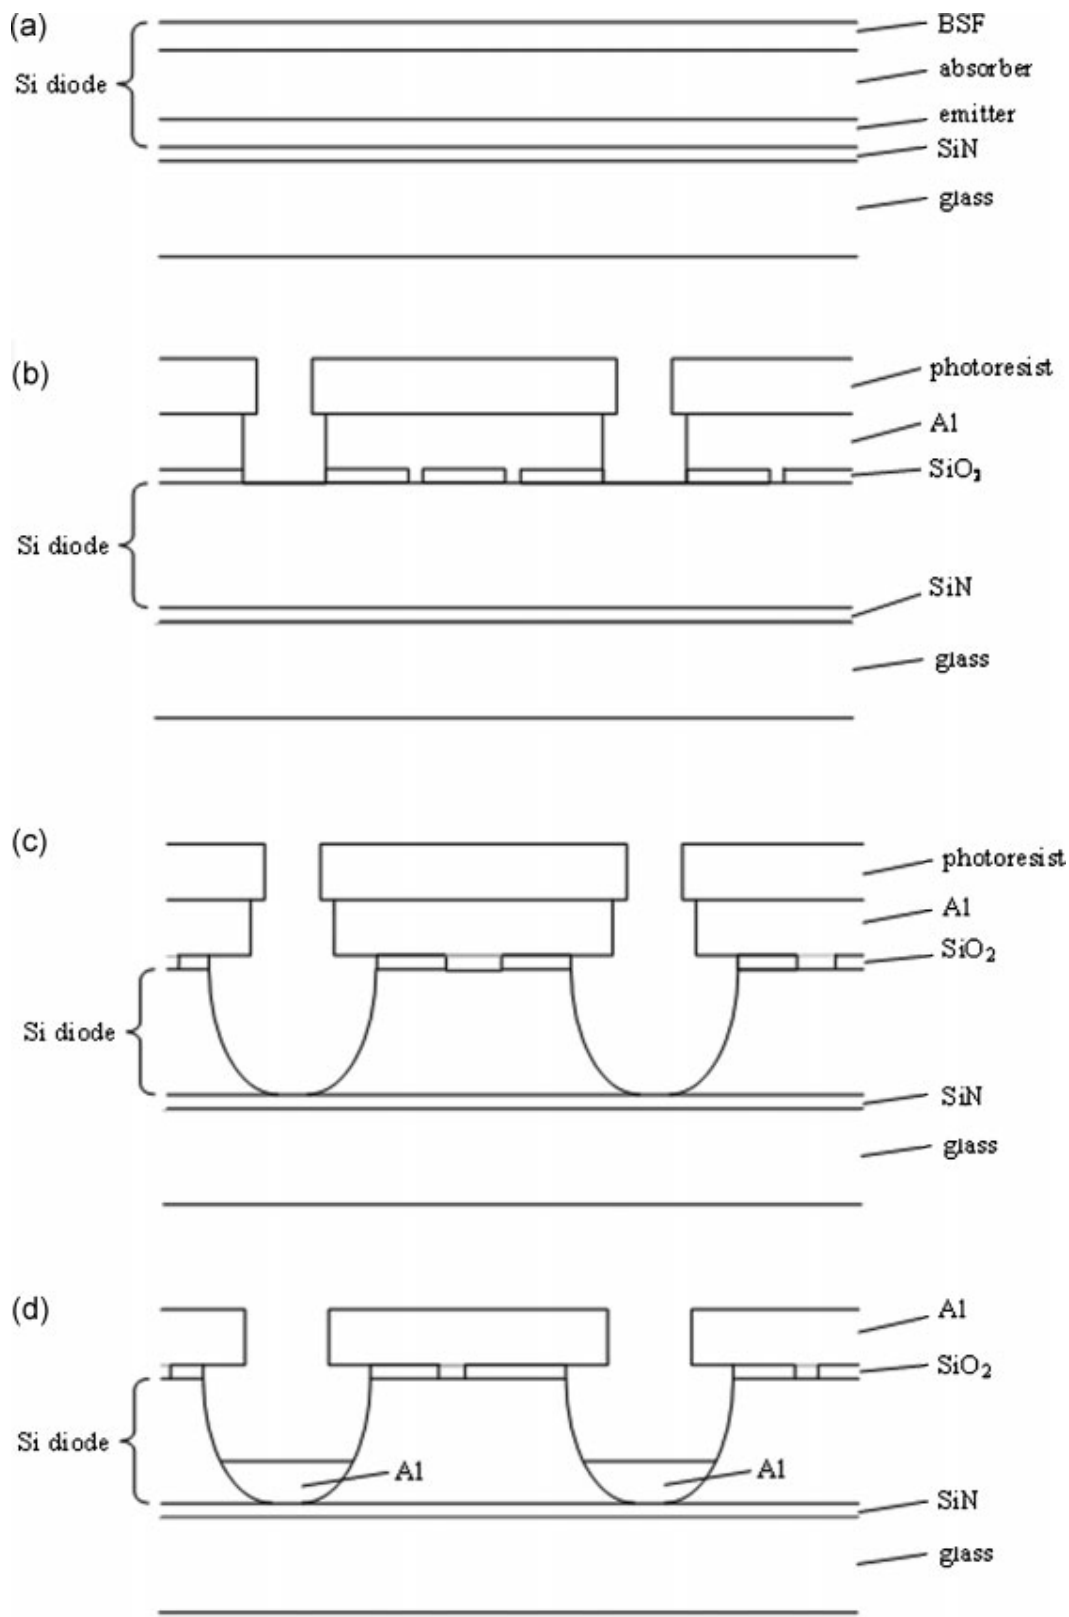 (a)
BSF
Si diode
absorber
emitter
SiN
glass
(b)
photoresist
Al
SiO2
Si diode
SiN
glass
(c)
photoresist
Al
SiO2
Si diode
SiN
glass
(d)
Al
SiO2
Si diode
Al
Al
SiN
glass